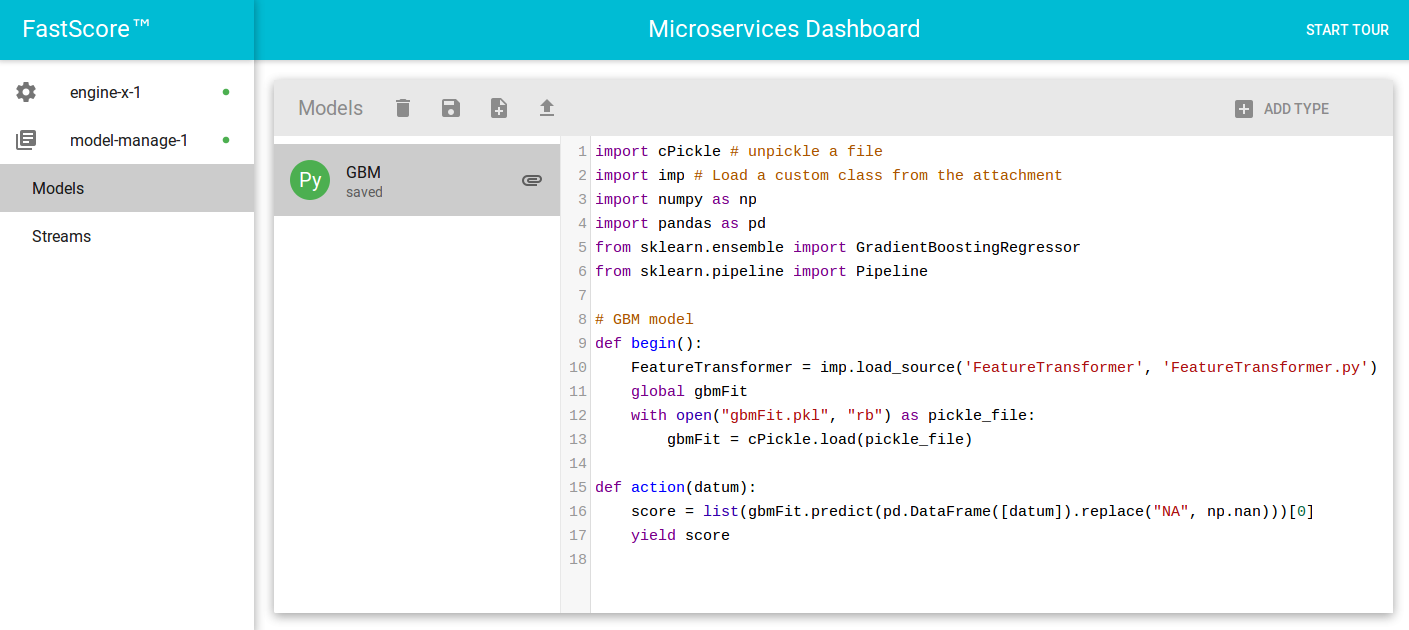 FastScore™
Microservices Dashboard
START TOUR
engine-x-1
model-manage-1
Models
Streams
Models
ADD TYPE
Py
GBM
saved
1 import cPickle # unpickle a file
2 import imp # Load a custom class from the attachment
3 import numpy as np
4 import pandas as pd
5 from sklearn.ensemble import GradientBoostingRegressor
6 from sklearn.pipeline import Pipeline
7
8 # GBM model
9 def begin():
10     FeatureTransformer = imp.load_source('FeatureTransformer', 'FeatureTransformer.py')
11     global gbmFit
12     with open("gbmFit.pkl", "rb") as pickle_file:
13         gbmFit = cPickle.load(pickle_file)
14
15 def action(datum):
16     score = list(gbmFit.predict(pd.DataFrame([datum]).replace("NA", np.nan)))[0]
17     yield score
18